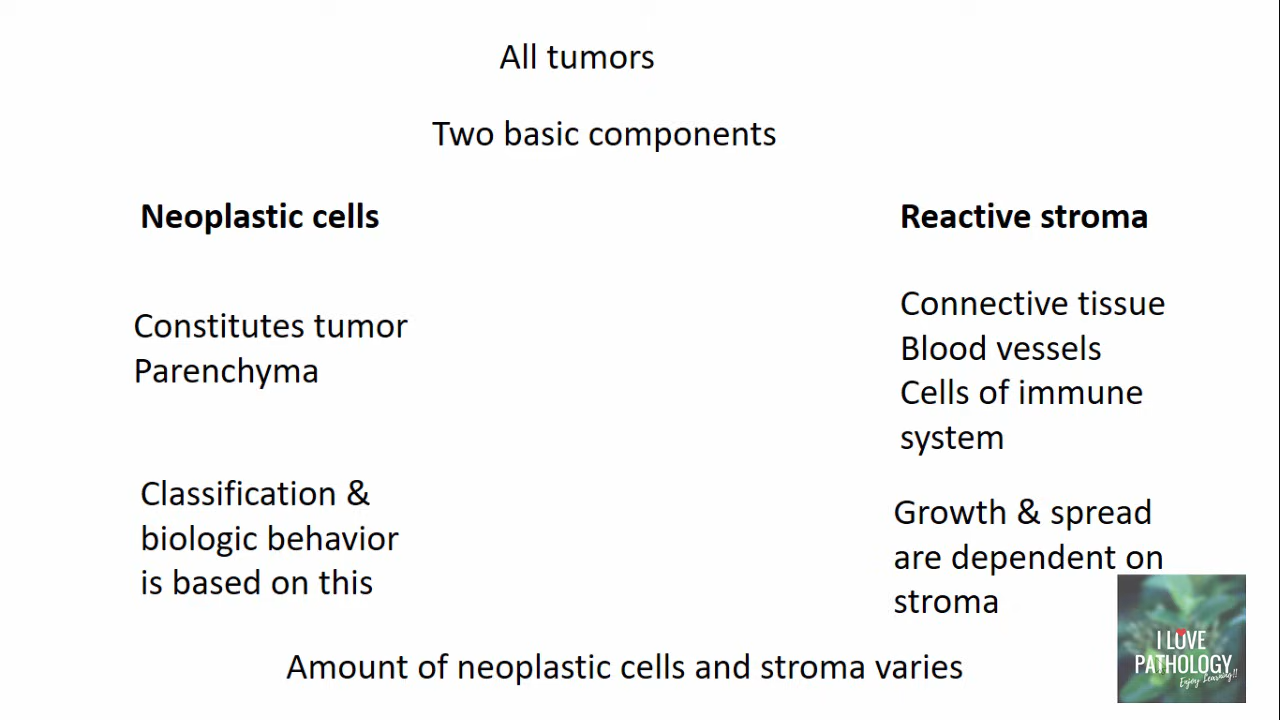 All tumors
Two basic components
Neoplastic cells
Reactive stroma
Constitutes tumor
Parenchyma
Connective tissue
Blood vessels
Cells of immune
system
Classification &
biologic behavior
is based on this
Growth & spread
are dependent on
stroma
Amount of neoplastic cells and stroma varies
I LOVE
PATHOLOGY
Enjoy Learning!!